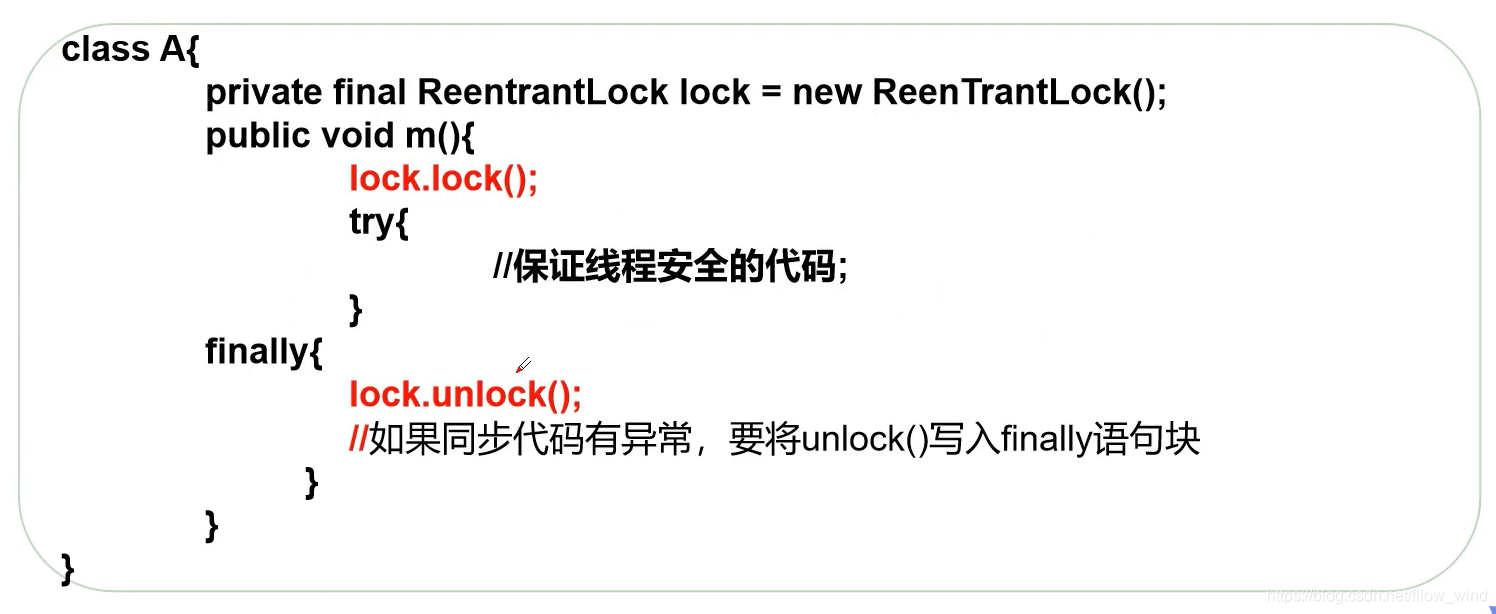 class A{
private final ReentrantLock lock = new ReenTrantLock();
public void m(){
lock.lock();
try{
//保证线程安全的代码;
}
finally{
lock.unlock();
//如果同步代码有异常，要将unlock()写入finally语句块
}
}
}
https://blog.csdn.net/fllow_wind